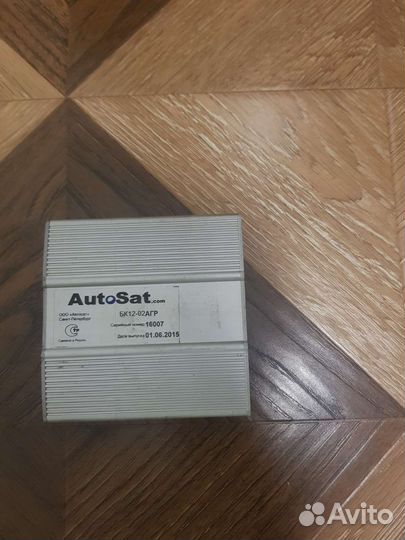 AutoSat.com
ООО «Автосат»
Санкт-Петербург
БК12-02АГР
Серийный номер 16007
Дата выпуска 01.06.2015
Сделано в России
Avito